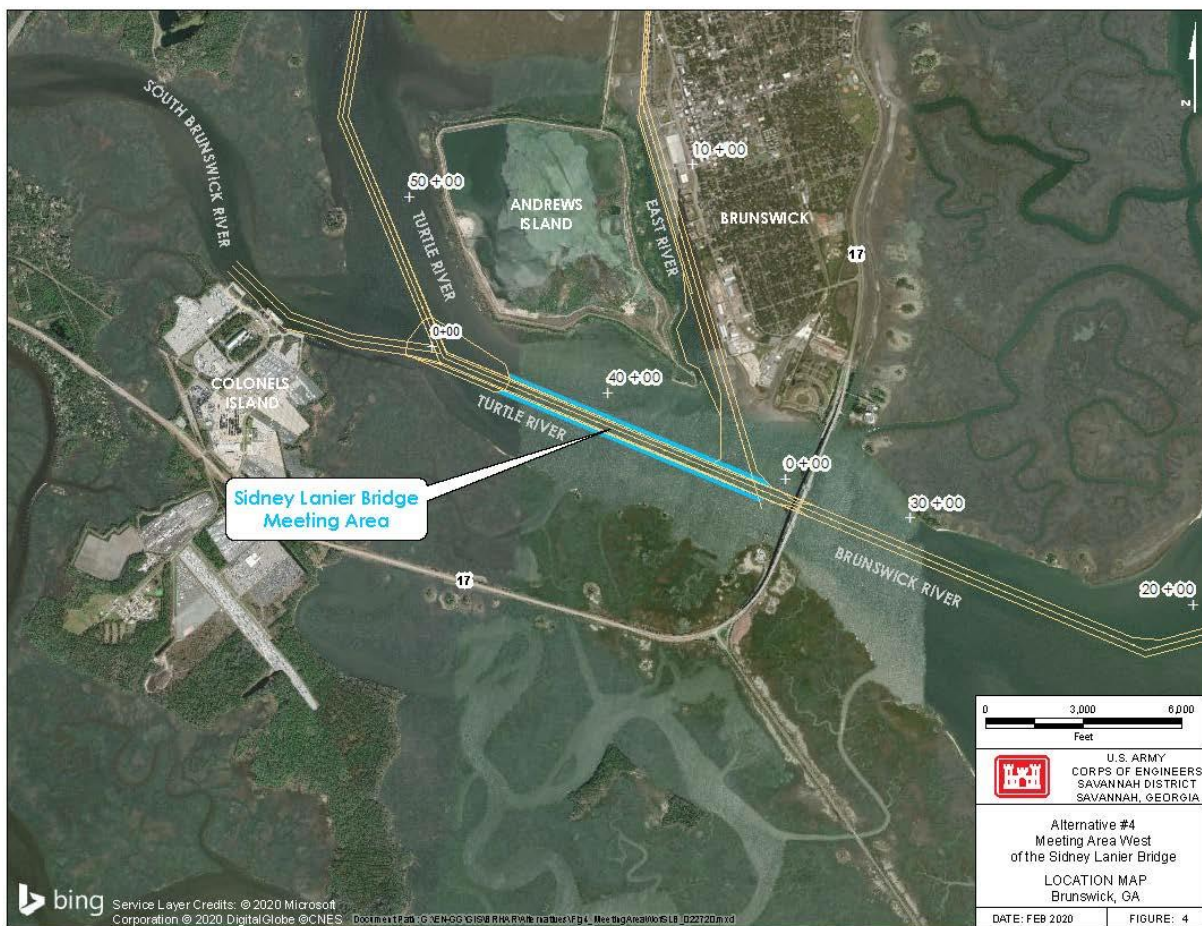 SOUTH BRUNSWICK RIVER
50 + 00
TURTLE RIVER
ANDREWS
ISLAND
EAST RIVER
10 + 00
BRUNSWICK
17
N
0+00
COLONELS
ISLAND
40 + 00
TURTLE RIVER
Sidney Lanier Bridge
Meeting Area
0 + 00
30 + 00
BRUNSWICK RIVER
20 + 00
17
0 3,000 6,000
Feet
U.S. ARMY
CORPS OF ENGINEERS
SAVANNAH DISTRICT
SAVANNAH, GEORGIA
Alternative #4
Meeting Area West
of the Sidney Lanier Bridge
LOCATION MAP
Brunswick, GA
DATE: FEB 2020 FIGURE: 4
bing Service Layer Credits: © 2020 Microsoft
Corporation © 2020 DigitalGlobe ©CNES Document Path: